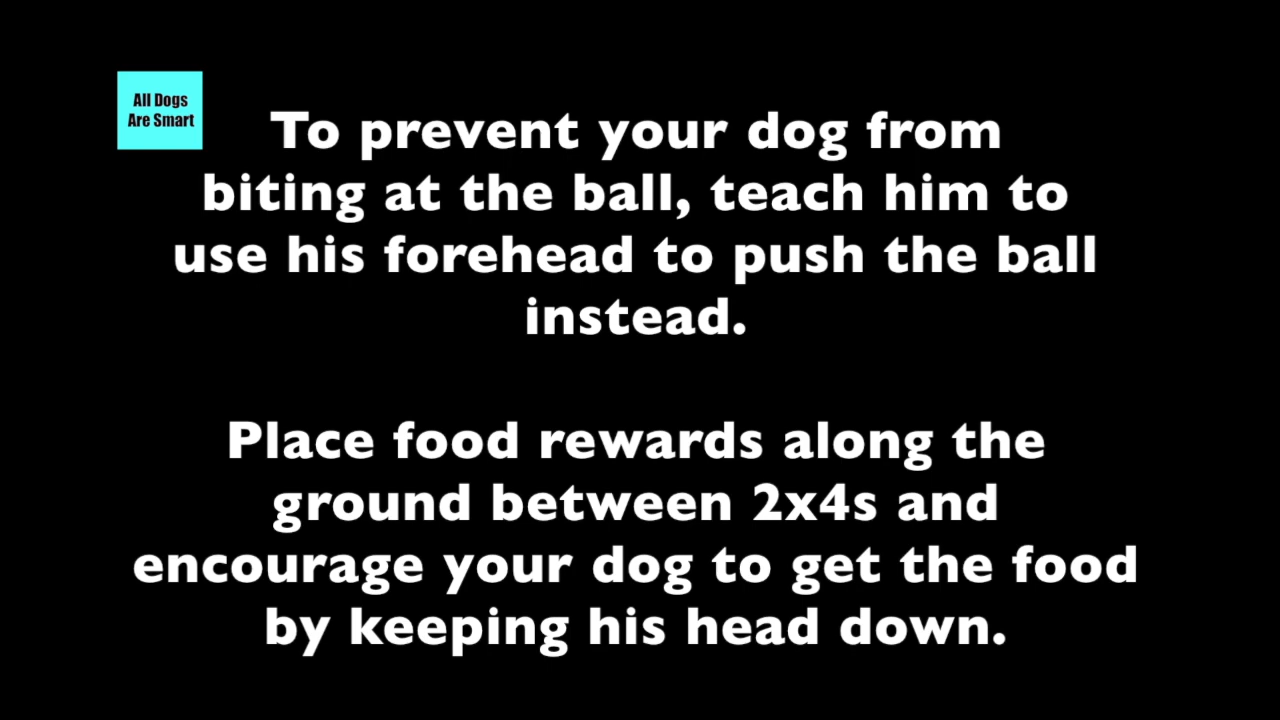 All Dogs
Are Smart
To prevent your dog from
biting at the ball, teach him to
use his forehead to push the ball
instead.
Place food rewards along the
ground between 2x4s and
encourage your dog to get the food
by keeping his head down.